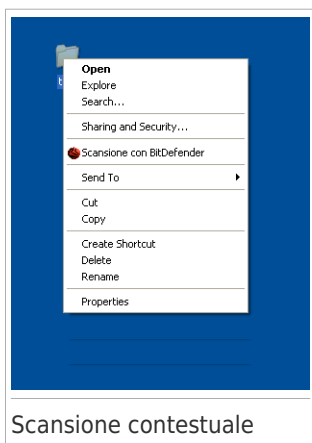 Open
Explore
Search...
Sharing and Security...
Scansione con BitDefender
Send To
Cut
Copy
Create Shortcut
Delete
Rename
Properties
Scansione contestuale